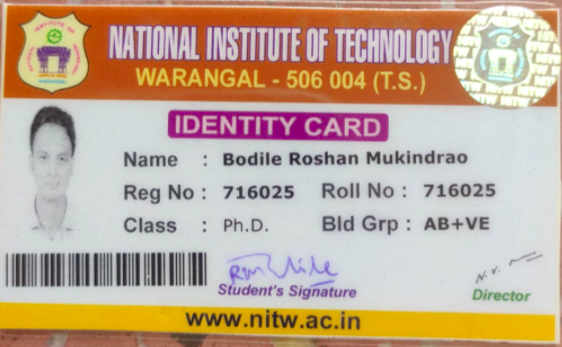 NATIONAL INSTITUTE OF TECHNOLOGY
WARANGAL - 506 004 (T.S.)
IDENTITY CARD
Name : Bodile Roshan Mukindrao
Reg No : 716025 Roll No : 716025
Class : Ph.D. Bld Grp : AB+VE
Student's Signature
Director
www.nitw.ac.in